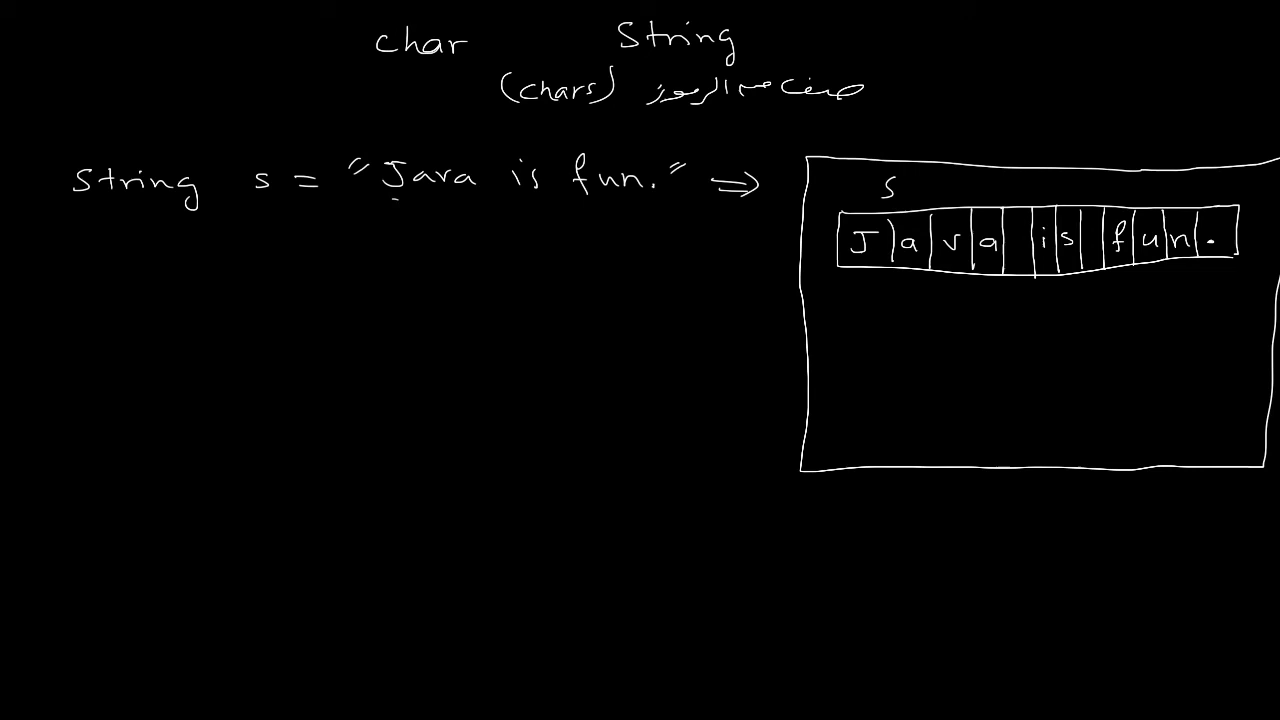 char String
(chars) صف من الرموز
String s = "Java is fun." ⇒
s
J a v a i s f u n .